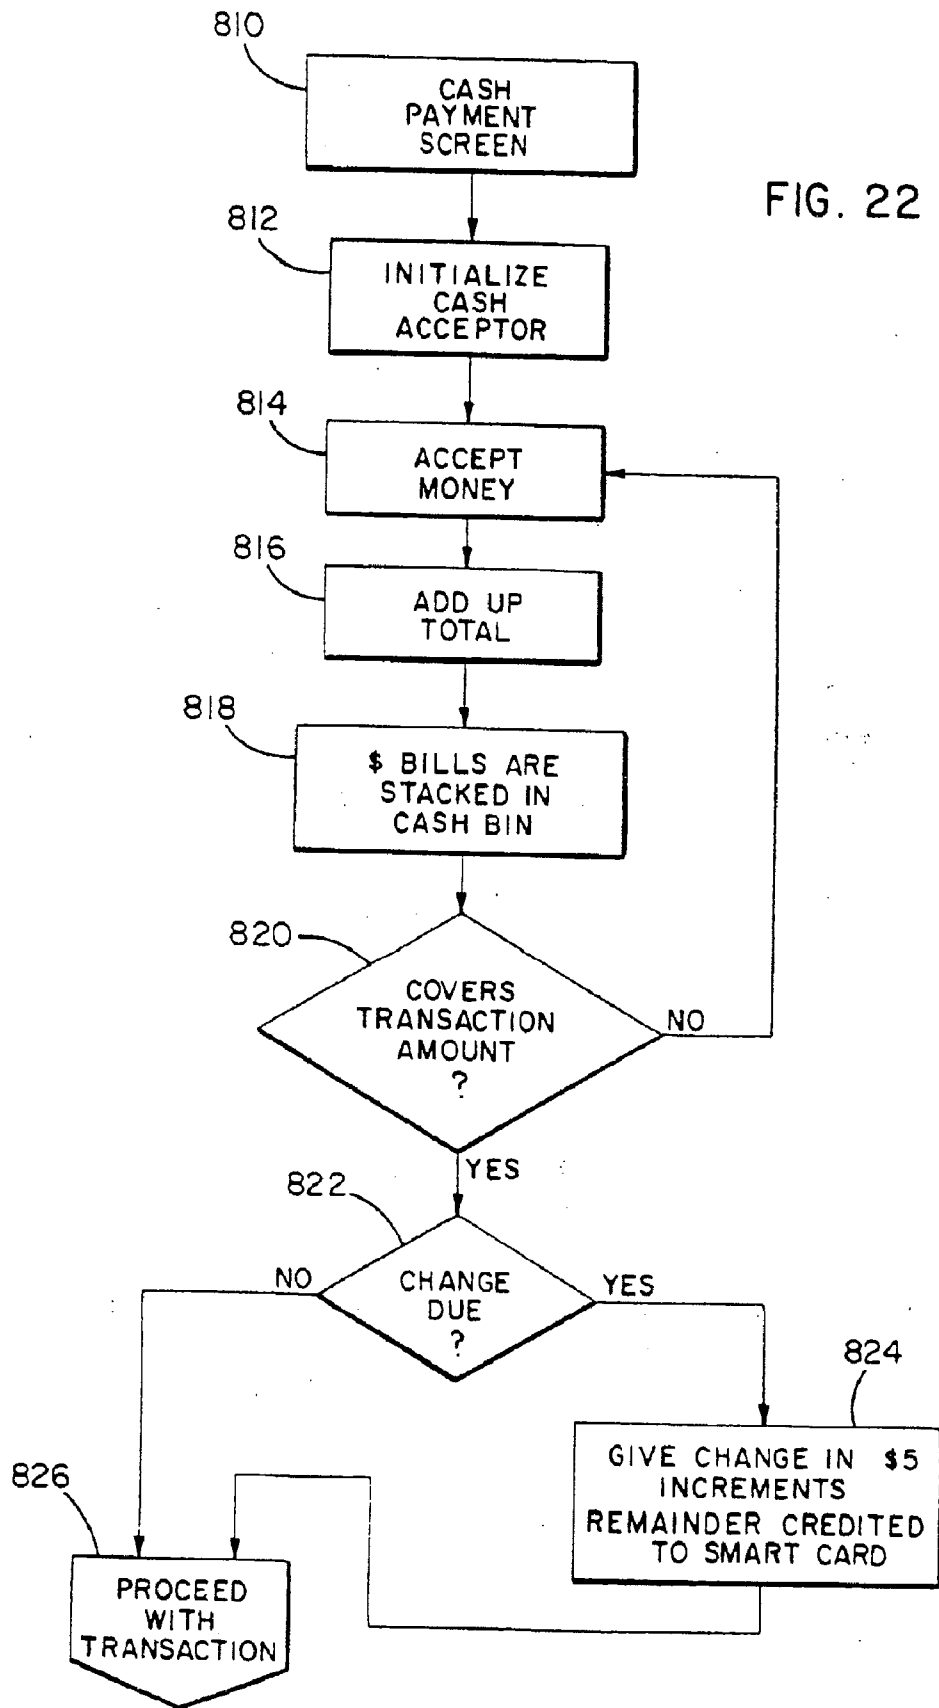 810
CASH
PAYMENT
SCREEN
FIG. 22
812
INITIALIZE
CASH
ACCEPTOR
814
ACCEPT
MONEY
816
ADD UP
TOTAL
818
$ BILLS ARE
STACKED IN
CASH BIN
820
COVERS
TRANSACTION
AMOUNT
?
NO
YES
822
CHANGE
DUE
?
NO
YES
824
GIVE CHANGE IN $5
INCREMENTS
REMAINDER CREDITED
TO SMART CARD
826
PROCEED
WITH
TRANSACTION